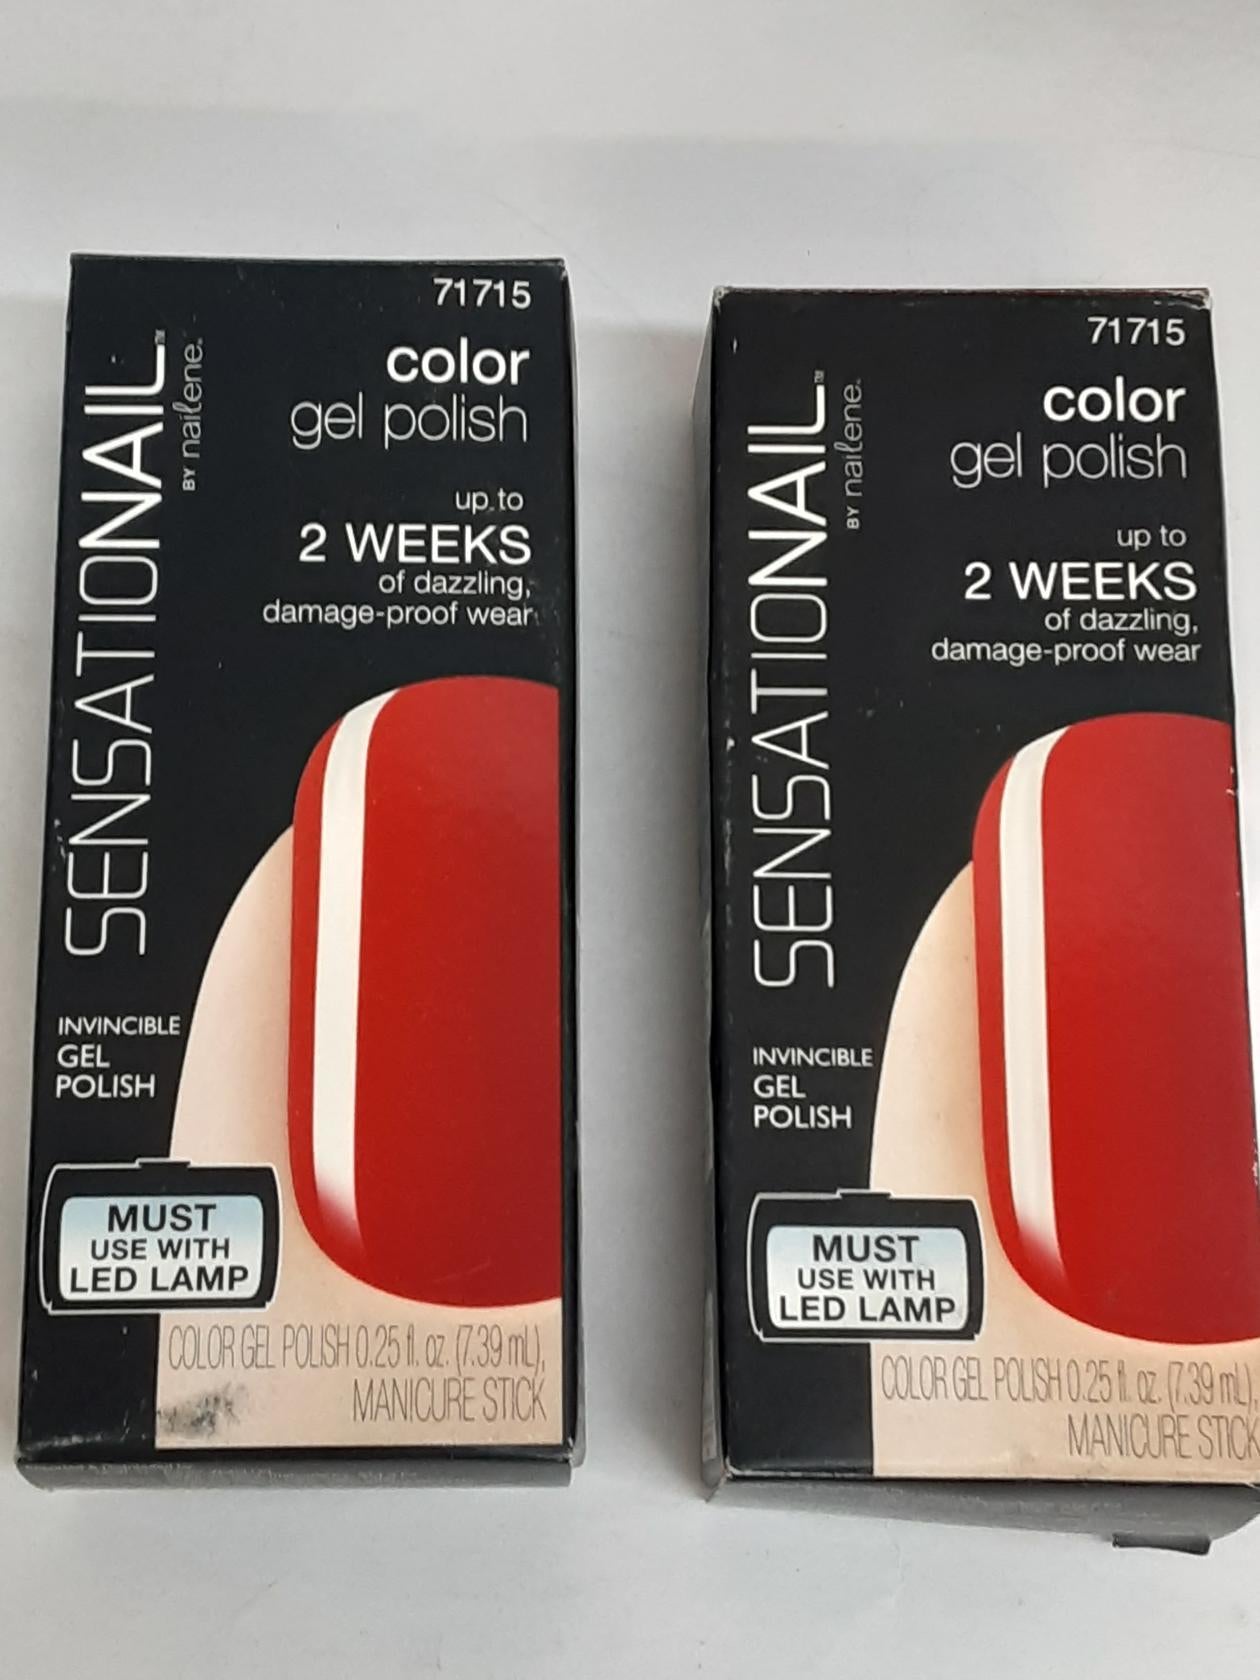 71715
color
gel polish
SENSATIONAIL™
BY nailene.
up to
2 WEEKS
of dazzling,
damage-proof wear
INVINCIBLE
GEL
POLISH
MUST
USE WITH
LED LAMP
COLOR GEL POLISH 0.25 fl. oz. (7.39 mL),
MANICURE STICK
71715
color
gel polish
SENSATIONAIL™
BY nailene.
up to
2 WEEKS
of dazzling,
damage-proof wear
INVINCIBLE
GEL
POLISH
MUST
USE WITH
LED LAMP
COLOR GEL POLISH 0.25 fl. oz. (7.39 mL)
MANICURE STICK